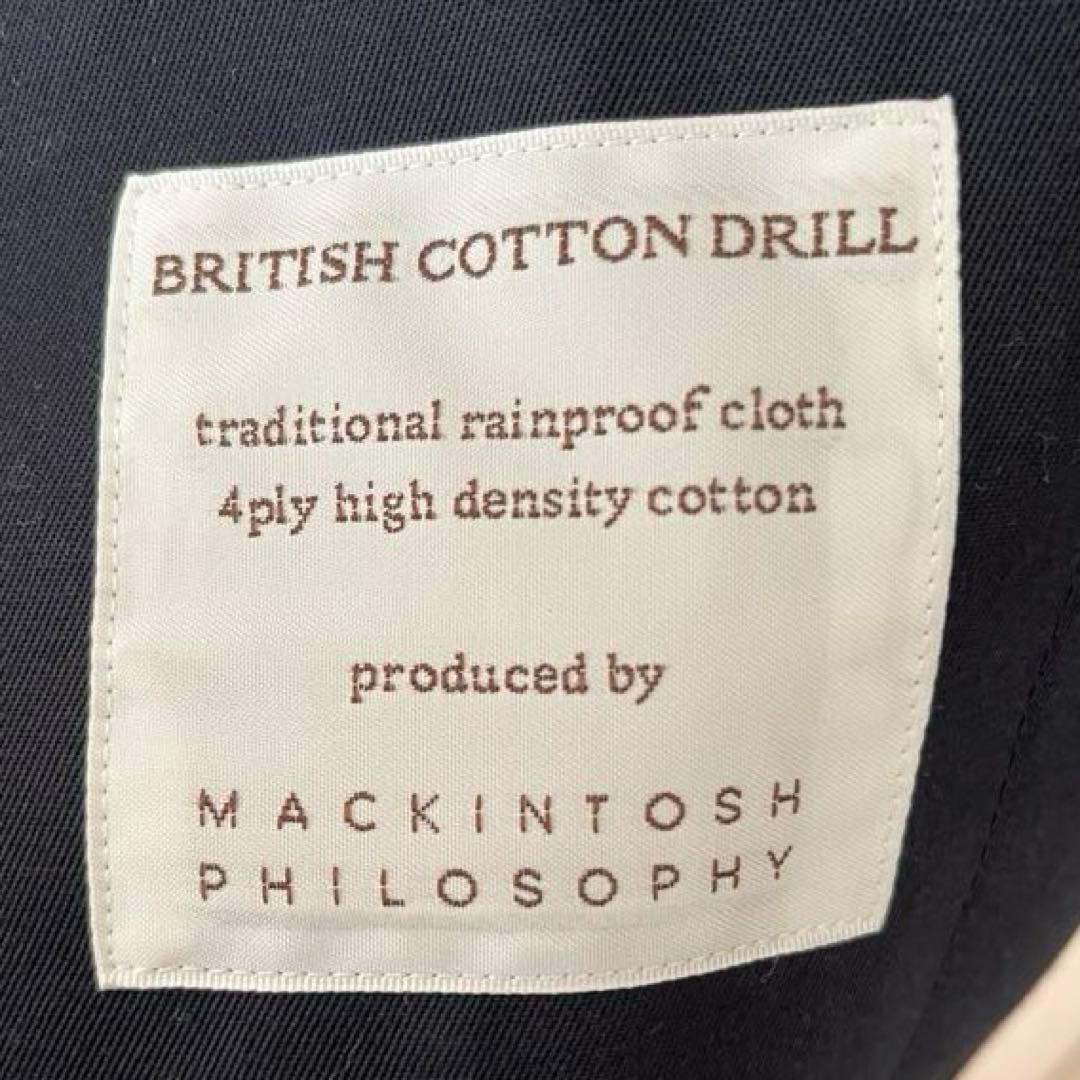 BRITISH COTTON DRILL
traditional rainproof cloth
4ply high density cotton
produced by
MACKINTOSH
PHILOSOPHY